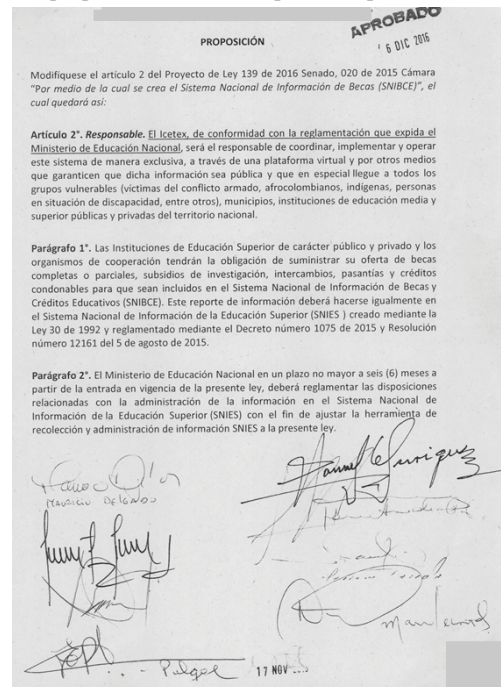 APROBADO
6 DIC 2016
PROPOSICIÓN
Modifíquese el artículo 2 del Proyecto de Ley 139 de 2016 Senado, 020 de 2015 Cámara
"Por medio de la cual se crea el Sistema Nacional de Información de Becas (SNIBCE)", el
cual quedará así:
Artículo 2°. Responsable. El Icetex, de conformidad con la reglamentación que expida el
Ministerio de Educación Nacional, será el responsable de coordinar, implementar y operar
este sistema de manera exclusiva, a través de una plataforma virtual y por otros medios
que garanticen que dicha información sea pública y que en especial llegue a todos los
grupos vulnerables (víctimas del conflicto armado, afrocolombianos, indígenas, personas
en situación de discapacidad, entre otros), municipios, instituciones de educación media y
superior públicas y privadas del territorio nacional.
Parágrafo 1°. Las Instituciones de Educación Superior de carácter público y privado y los
organismos de cooperación tendrán la obligación de suministrar su oferta de becas
completas o parciales, subsidios de investigación, intercambios, pasantías y créditos
condonables para que sean incluidos en el Sistema Nacional de Información de Becas y
Créditos Educativos (SNIBCE). Este reporte de información deberá hacerse igualmente en
el Sistema Nacional de Información de la Educación Superior (SNIES ) creado mediante la
Ley 30 de 1992 y reglamentado mediante el Decreto número 1075 de 2015 y Resolución
número 12161 del 5 de agosto de 2015.
Parágrafo 2°. El Ministerio de Educación Nacional en un plazo no mayor a seis (6) meses a
partir de la entrada en vigencia de la presente ley, deberá reglamentar las disposiciones
relacionadas con la administración de la información en el Sistema Nacional de
Información de la Educación Superior (SNIES) con el fin de ajustar la herramienta de
recolección y administración de información SNIES a la presente ley.
MAURICIO DELGADO
17 NOV